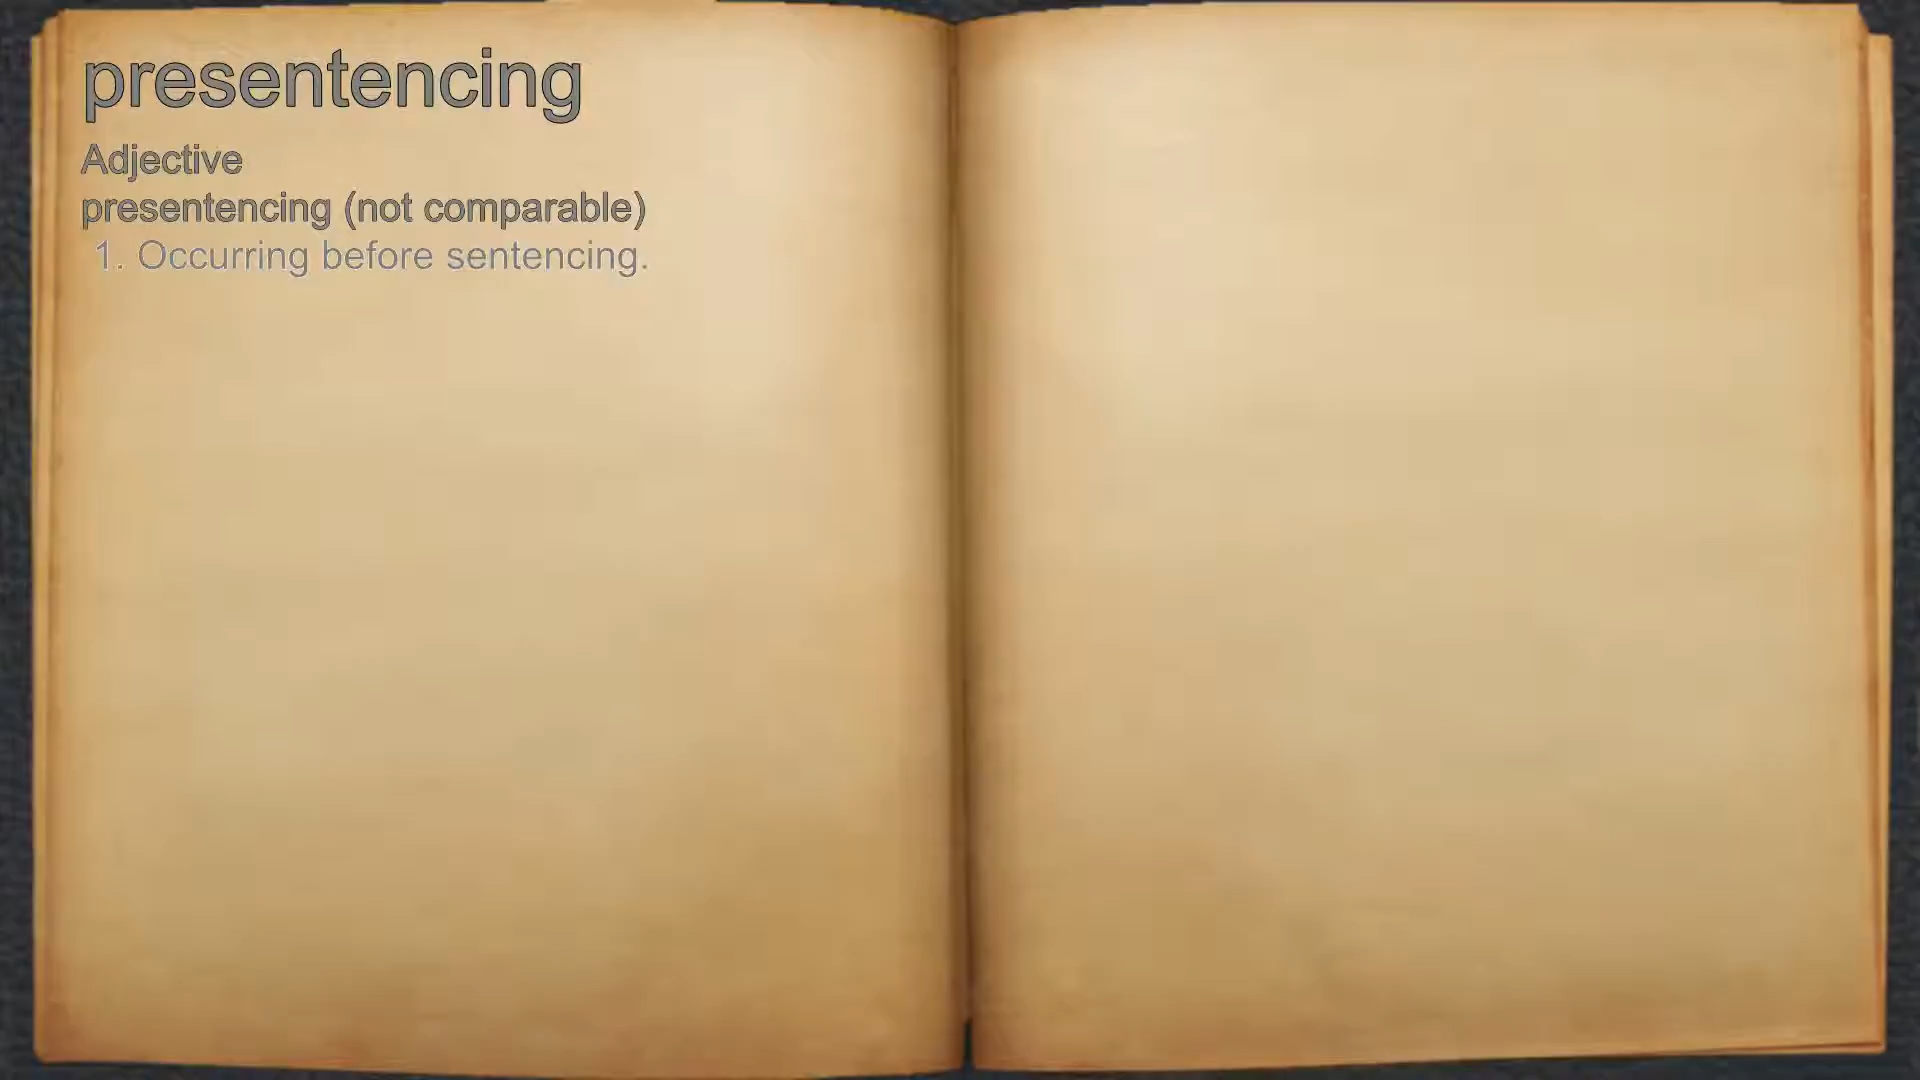 presentencing
Adjective
presentencing (not comparable)
1. Occurring before sentencing.